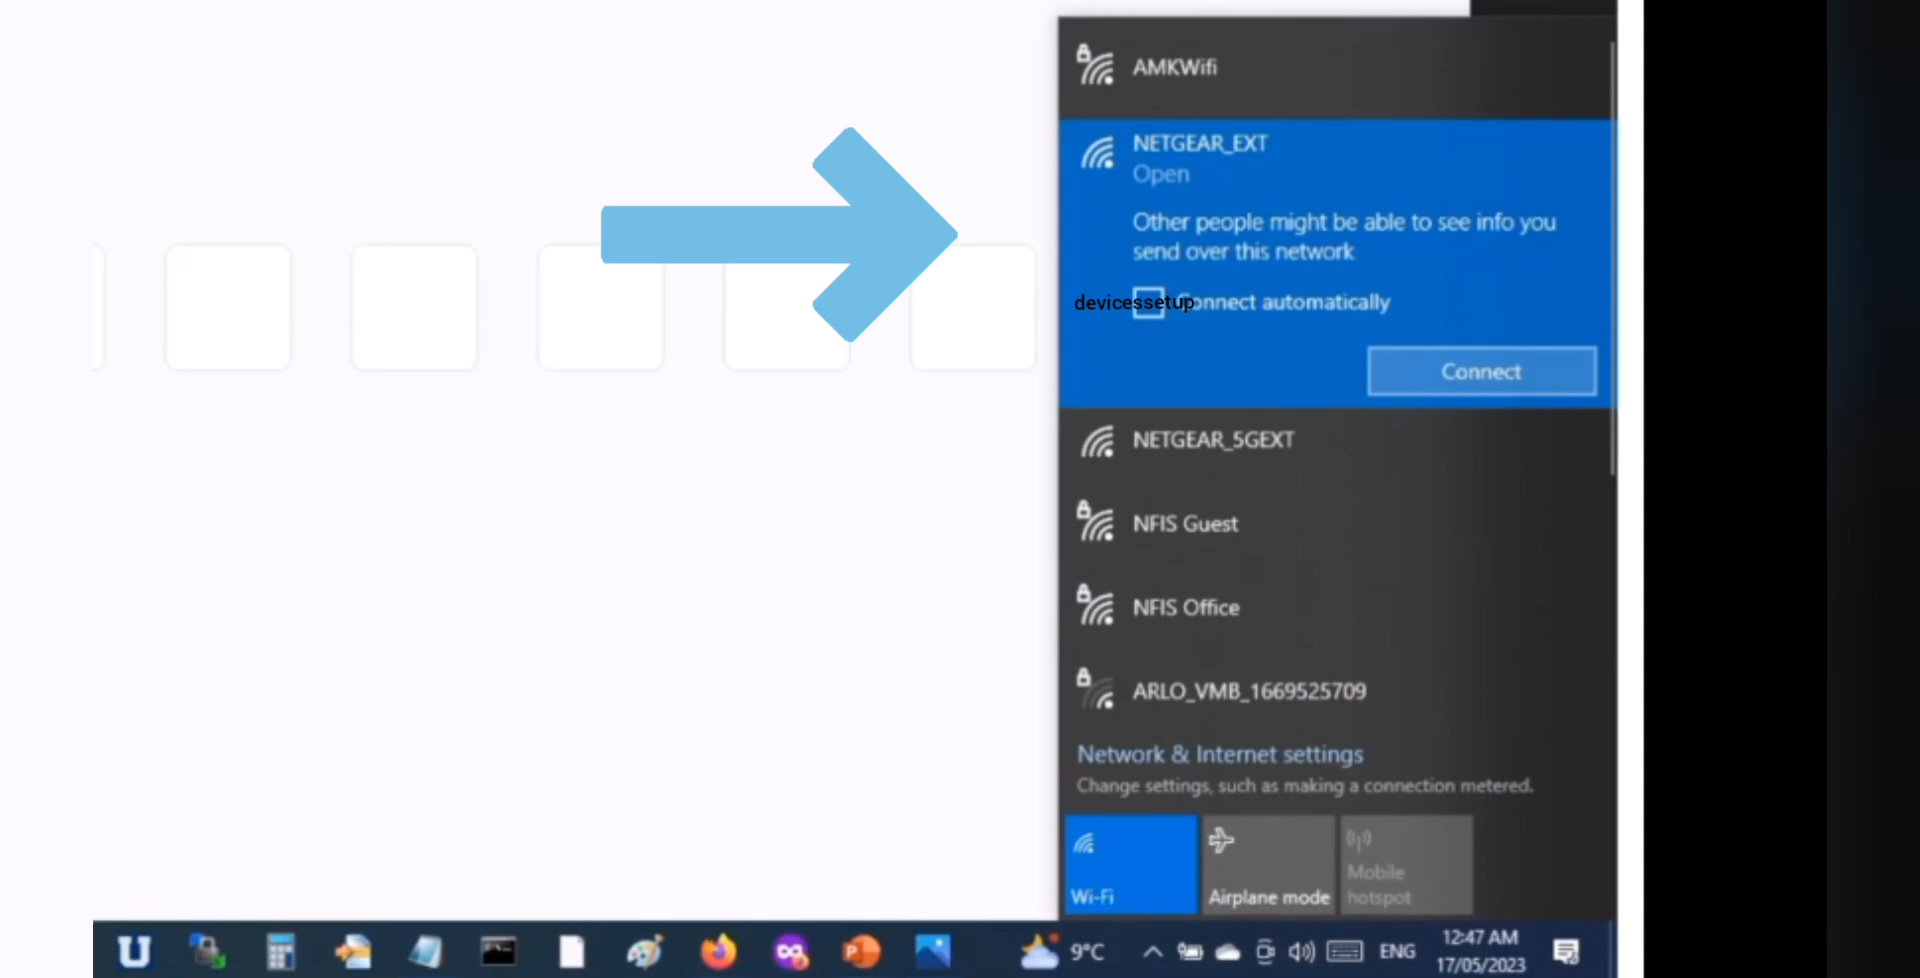 AMKWifi
NETGEAR_EXT
Open
Other people might be able to see info you
send over this network
devicessetup
onnect automatically
Connect
NETGEAR_5GEXT
NFIS Guest
NFIS Office
ARLO_VMB_1669525709
Network & Internet settings
Change settings, such as making a connection metered.
Wi-Fi
Airplane mode
Mobile
hotspot
U
9°C
ENG
12:47 AM
17/05/2023